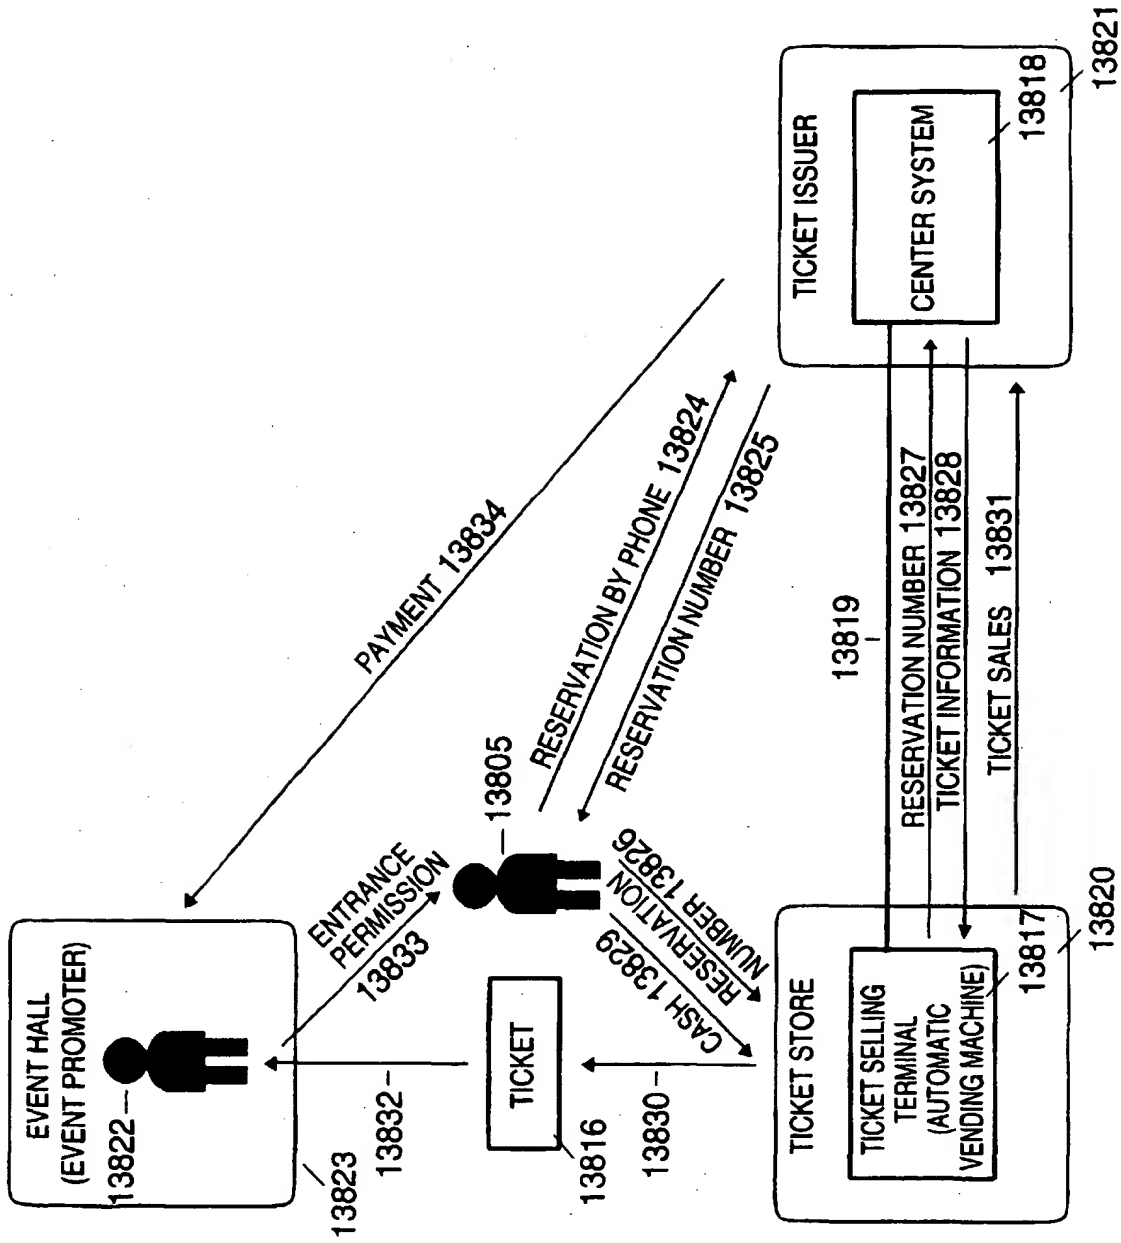 EVENT HALL
(EVENT PROMOTER)
13822
13823
13832
ENTRANCE
PERMISSION
13833
PAYMENT 13834
13805
TICKET
13816
13830
RESERVATION BY PHONE 13824
RESERVATION NUMBER 13825
RESERVATION
NUMBER 13826
CASH 13829
TICKET STORE
TICKET SELLING
TERMINAL
(AUTOMATIC
VENDING MACHINE)
13817
13820
13819
RESERVATION NUMBER 13827
TICKET INFORMATION 13828
TICKET SALES 13831
TICKET ISSUER
CENTER SYSTEM
13818
13821